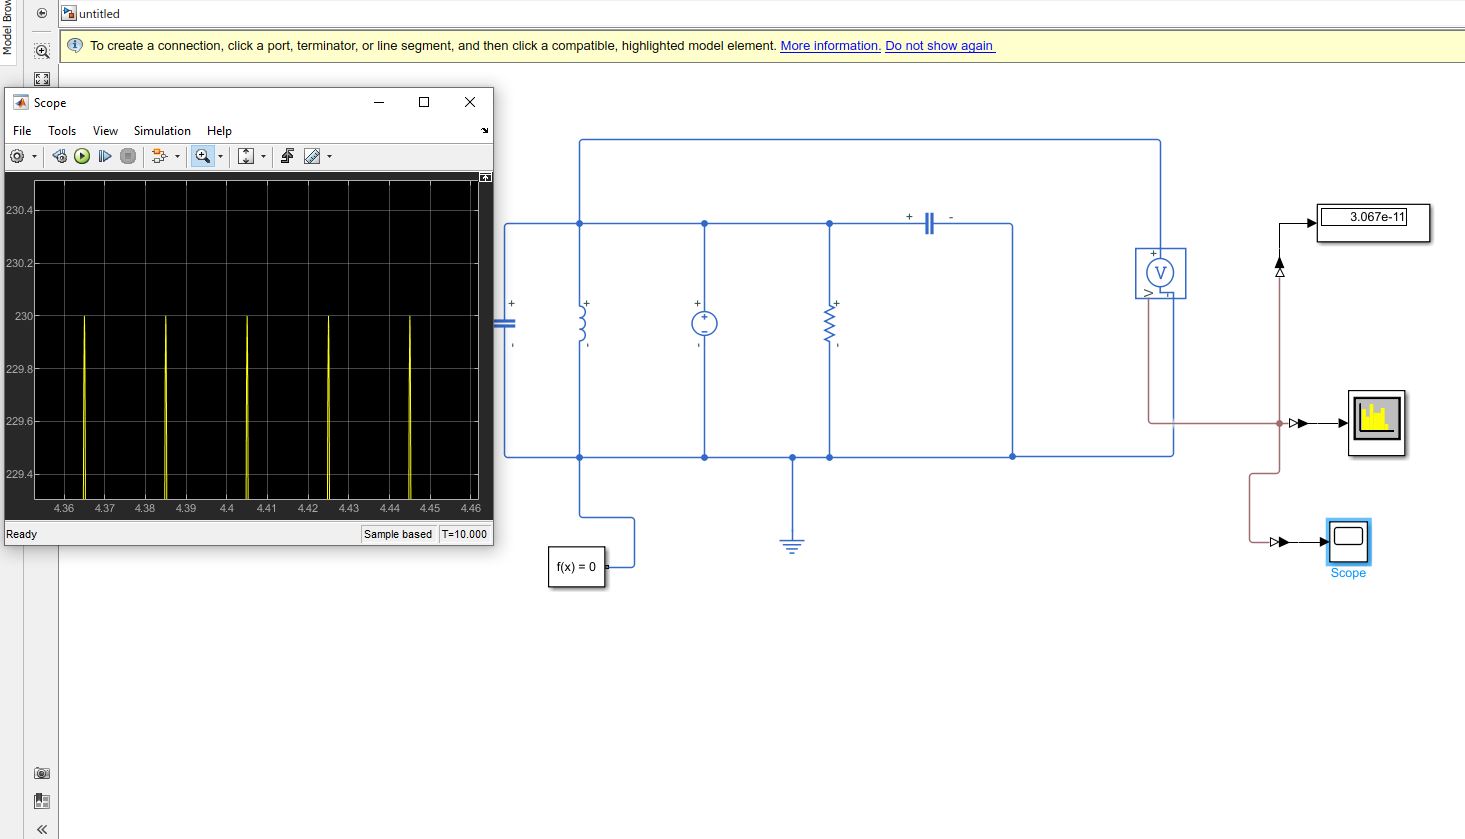 Model Brow
untitled
To create a connection, click a port, terminator, or line segment, and then click a compatible, highlighted model element. More information. Do not show again
Scope
File Tools View Simulation Help
230.4
230.2
230
229.8
229.6
229.4
4.36 4.37 4.38 4.39 4.4 4.41 4.42 4.43 4.44 4.45 4.46
Ready Sample based T=10.000
+ -
+ -
+ -
+ -
+ -
+ V - V
3.067e-11
f(x) = 0
Scope